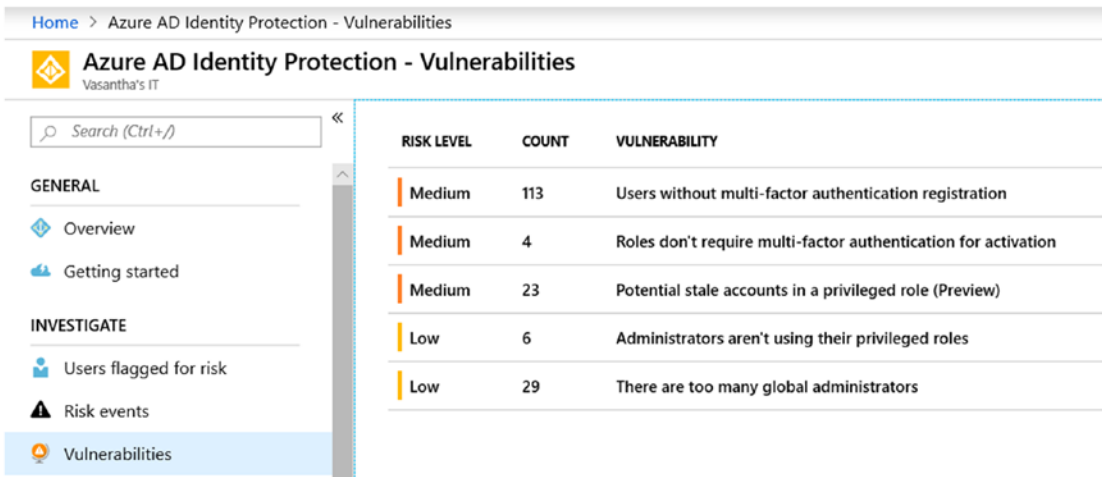 Home > Azure AD Identity Protection - Vulnerabilities
Azure AD Identity Protection - Vulnerabilities
Vasantha's IT
Search (Ctrl+/)
«
GENERAL
Overview
Getting started
INVESTIGATE
Users flagged for risk
Risk events
Vulnerabilities
RISK LEVEL COUNT VULNERABILITY
Medium 113 Users without multi-factor authentication registration
Medium 4 Roles don't require multi-factor authentication for activation
Medium 23 Potential stale accounts in a privileged role (Preview)
Low 6 Administrators aren't using their privileged roles
Low 29 There are too many global administrators